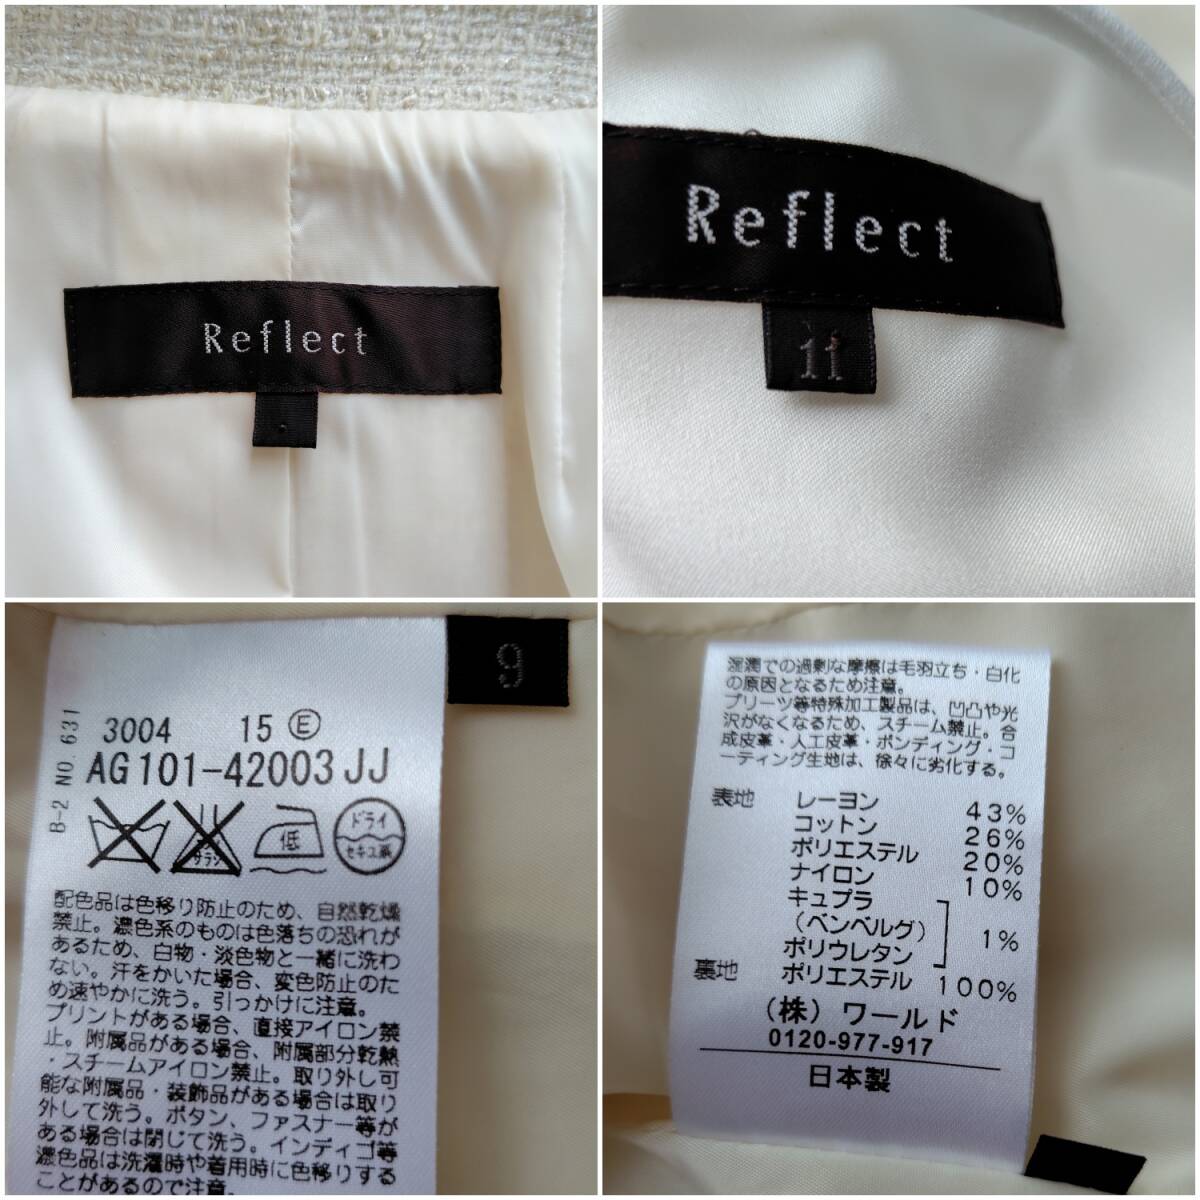 Reflect
Reflect
11
9
B-2 NO. 631
3004 15 Ⓔ
AG101-42003JJ
サラシ
低
ドライ
セキユ系
配色品は色移り防止のため、自然乾燥
禁止。濃色系のものは色落ちの恐れが
あるため、白物・淡色物と一緒に洗わ
ない。汗をかいた場合、変色防止のた
め速やかに洗う。引っかけに注意。
プリントがある場合、直接アイロン禁
止。附属品がある場合、附属部分乾熱
・スチームアイロン禁止。取り外し可
能な附属品・装飾品がある場合は取り
外して洗う。ボタン、ファスナー等が
ある場合は閉じて洗う。インディゴ等
濃色品は洗濯時や着用時に色移りする
ことがあるので注意。
湿潤での過剰な摩擦は毛羽立ち・白化
の原因となるため注意。
プリーツ等特殊加工製品は、凹凸や光
沢がなくなるため、スチーム禁止。合
成皮革・人工皮革・ボンディング・コ
ーティング生地は、徐々に劣化する。
表地 レーヨン 43%
コットン 26%
ポリエステル 20%
ナイロン 10%
キュプラ
(ベンベルグ) 1%
ポリウレタン
裏地 ポリエステル 100%
(株)ワールド
0120-977-917
日本製